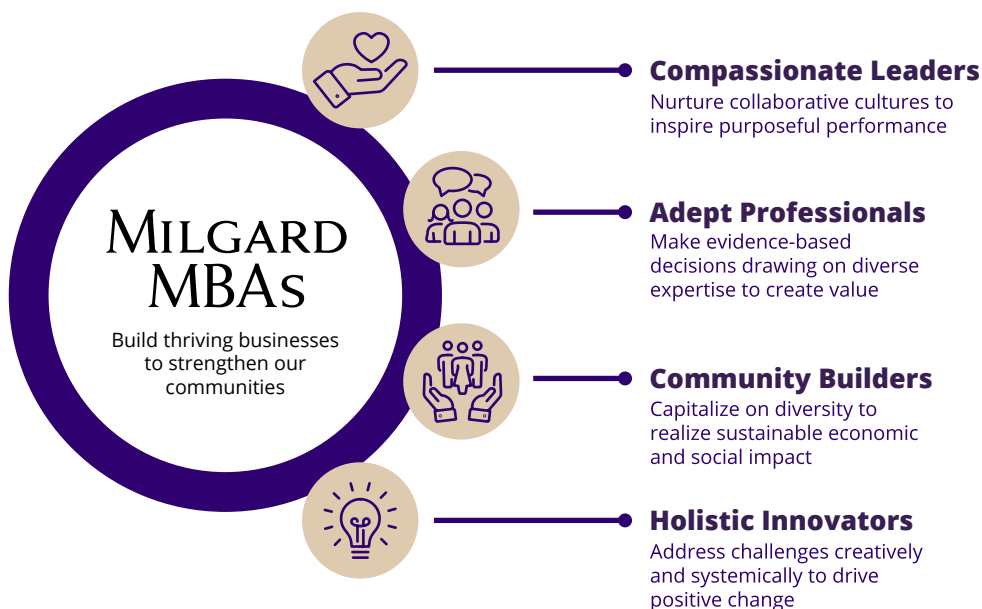 Milgard
MBAs
Build thriving businesses
to strengthen our
communities
Compassionate Leaders
Nurture collaborative cultures to
inspire purposeful performance
Adept Professionals
Make evidence-based
decisions drawing on diverse
expertise to create value
Community Builders
Capitalize on diversity to
realize sustainable economic
and social impact
Holistic Innovators
Address challenges creatively
and systemically to drive
positive change